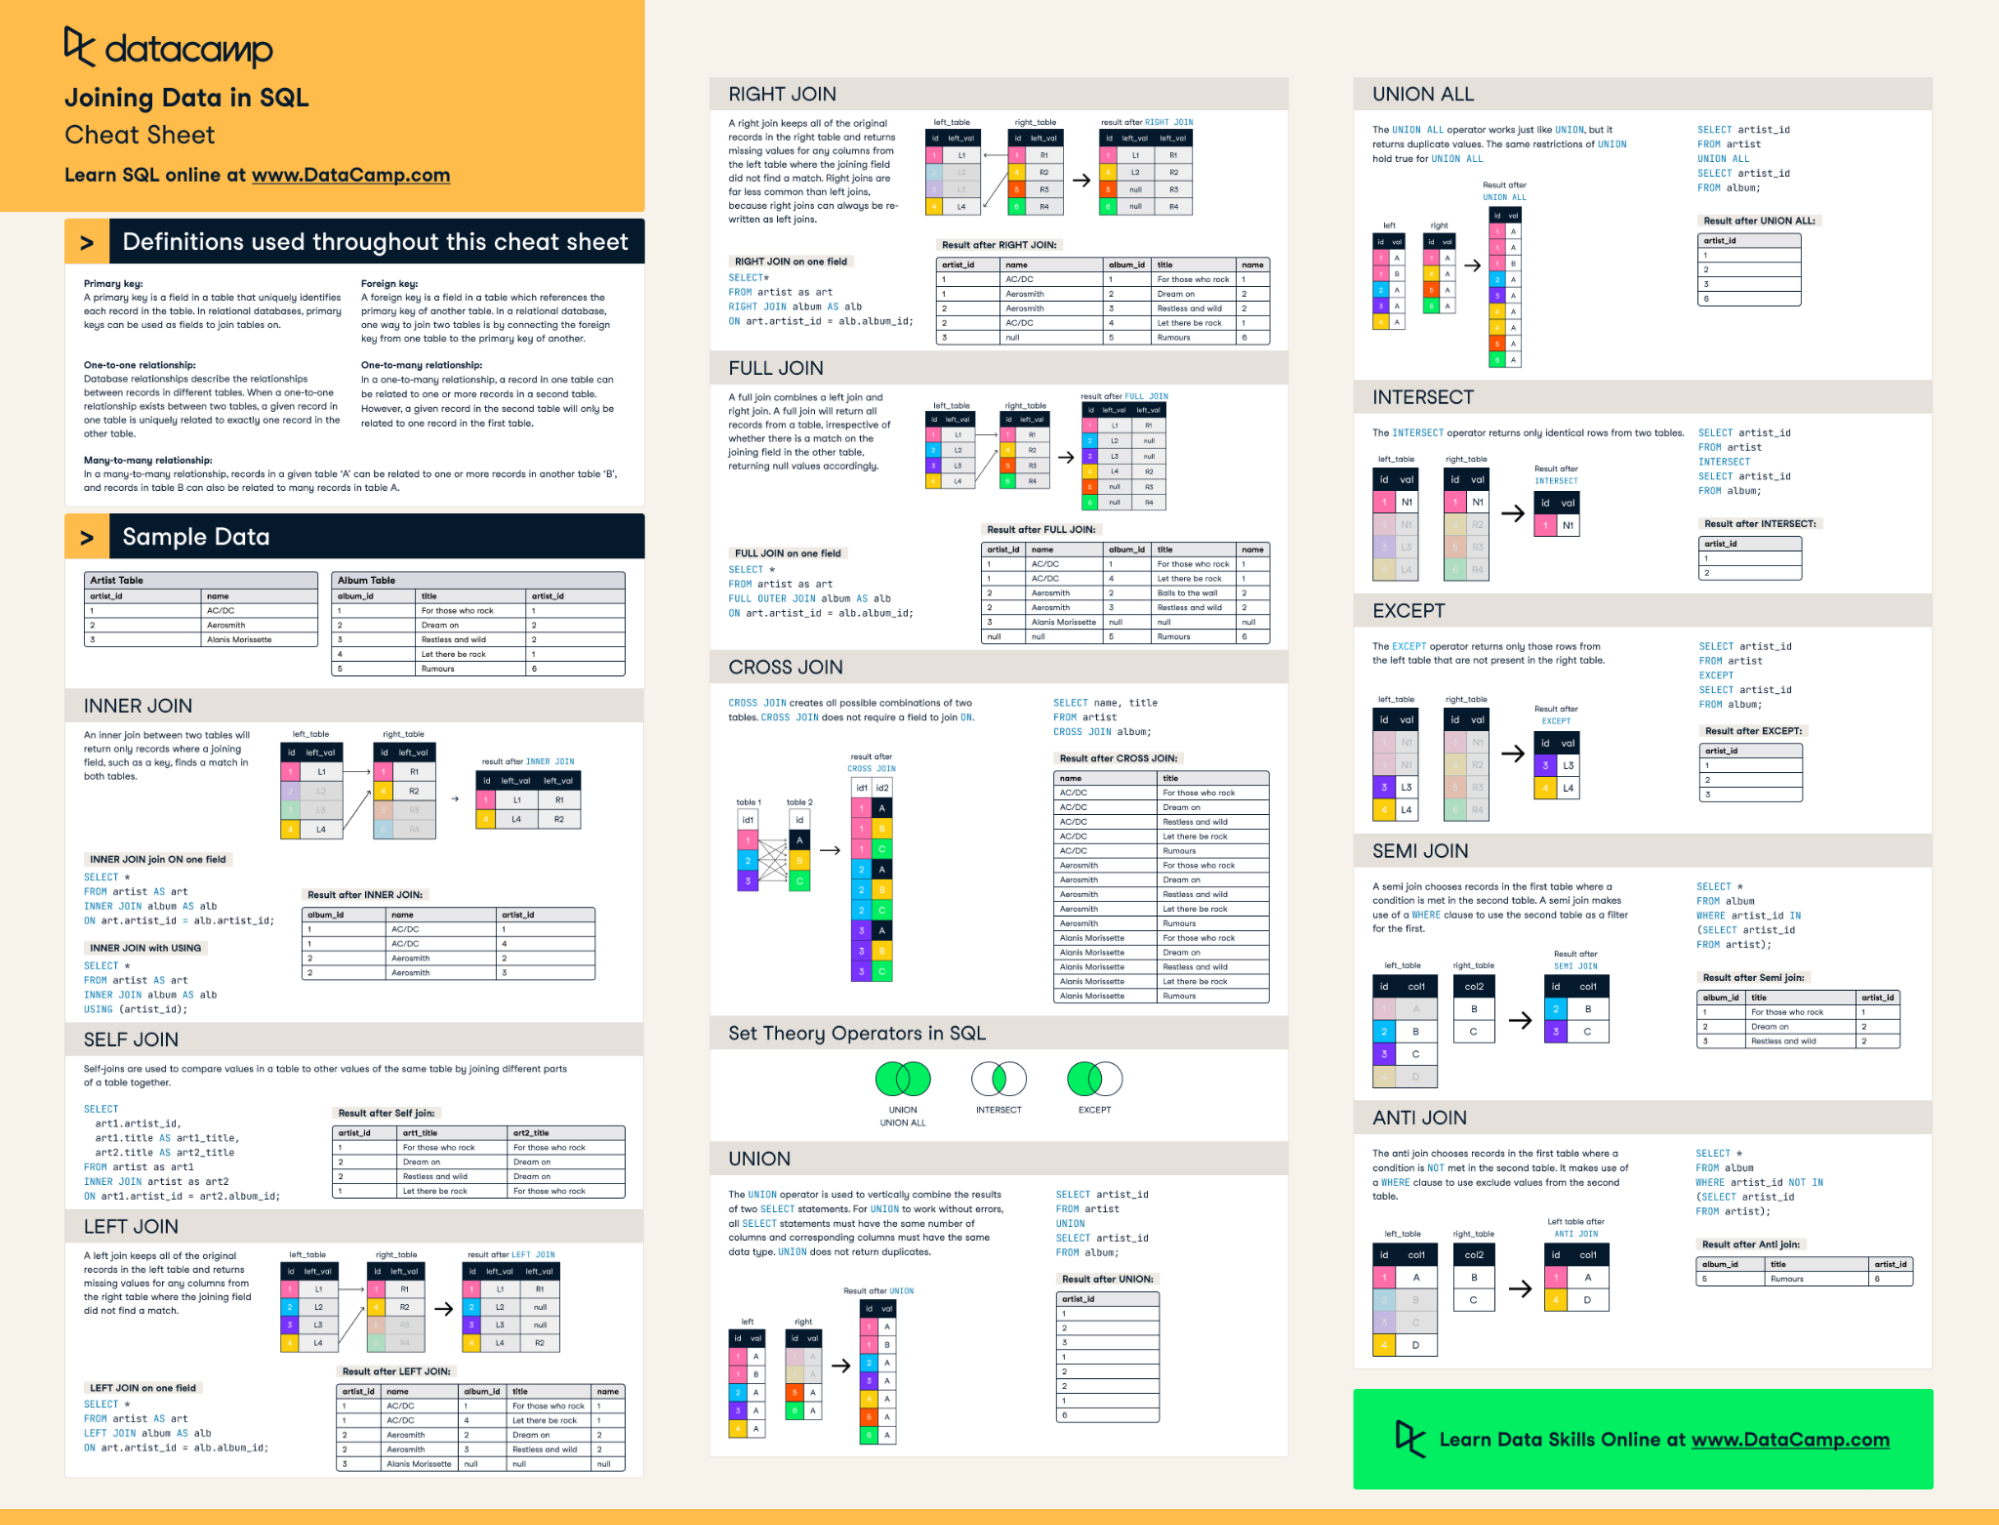 datacamp
Joining Data in SQL
Cheat Sheet
Learn SQL online at www.DataCamp.com
> Definitions used throughout this cheat sheet
Primary key:
A primary key is a field in a table that uniquely identifies
each record in the table. In relational databases, primary
keys can be used as fields to join tables on.
Foreign key:
A foreign key is a field in a table which references the
primary key of another table. In a relational database,
one way to join two tables is by connecting the foreign
key from one table to the primary key of another.
One-to-one relationship:
Database relationships describe the relationships
between records in different tables. When a one-to-one
relationship exists between two tables, a given record in
one table is uniquely related to exactly one record in the
other table.
One-to-many relationship:
In a one-to-many relationship, a record in one table can
be related to one or more records in a second table.
However, a given record in the second table will only be
related to one record in the first table.
Many-to-many relationship:
In a many-to-many relationship, records in a given table 'A' can be related to one or more records in another table 'B',
and records in table B can also be related to many records in table A.
> Sample Data
Artist Table
artist_id name
1 AC/DC
2 Aerosmith
3 Alanis Morissette
Album Table
album_id title artist_id
1 For those who rock 1
2 Dream on 2
3 Restless and wild 2
4 Let there be rock 1
5 Rumours 6
INNER JOIN
An inner join between two tables will
return only records where a joining
field, such as a key, finds a match in
both tables.
left_table
id left_val
1 L1
2 L2
3 L3
4 L4
right_table
id left_val
1 R1
4 R2
5 R3
6 R4
result after INNER JOIN
id left_val left_val
1 L1 R1
4 L4 R2
INNER JOIN join ON one field
SELECT *
FROM artist AS art
INNER JOIN album AS alb
ON art.artist_id = alb.artist_id;
INNER JOIN with USING
SELECT *
FROM artist AS art
INNER JOIN album AS alb
USING (artist_id);
Result after INNER JOIN:
album_id name artist_id
1 AC/DC 1
1 AC/DC 4
2 Aerosmith 2
2 Aerosmith 3
SELF JOIN
Self-joins are used to compare values in a table to other values of the same table by joining different parts
of a table together.
SELECT
art1.artist_id,
art1.title AS art1_title,
art2.title AS art2_title
FROM artist as art1
INNER JOIN artist as art2
ON art1.artist_id = art2.album_id;
Result after Self join:
artist_id art1_title art2_title
1 For those who rock For those who rock
2 Dream on Dream on
2 Restless and wild Dream on
1 Let there be rock For those who rock
LEFT JOIN
A left join keeps all of the original
records in the left table and returns
missing values for any columns from
the right table where the joining field
did not find a match.
left_table
id left_val
1 L1
2 L2
3 L3
4 L4
right_table
id left_val
1 R1
4 R2
5 R3
6 R4
result after LEFT JOIN
id left_val left_val
1 L1 R1
2 L2 null
3 L3 null
4 L4 R2
LEFT JOIN on one field
SELECT *
FROM artist AS art
LEFT JOIN album AS alb
ON art.artist_id = alb.album_id;
Result after LEFT JOIN:
artist_id name album_id title name
1 AC/DC 1 For those who rock 1
1 AC/DC 4 Let there be rock 1
2 Aerosmith 2 Dream on 2
2 Aerosmith 3 Restless and wild 2
3 Alanis Morissette null null null
RIGHT JOIN
A right join keeps all of the original
records in the right table and returns
missing values for any columns from
the left table where the joining field
did not find a match. Right joins are
far less common than left joins,
because right joins can always be re-
written as left joins.
left_table
id left_val
1 L1
2 L2
3 L3
4 L4
right_table
id left_val
1 R1
4 R2
5 R3
6 R4
result after RIGHT JOIN
id left_val left_val
1 L1 R1
4 L2 R2
5 null R3
6 null R4
RIGHT JOIN on one field
SELECT*
FROM artist as art
RIGHT JOIN album AS alb
ON art.artist_id = alb.album_id;
Result after RIGHT JOIN:
artist_id name album_id title name
1 AC/DC 1 For those who rock 1
1 Aerosmith 2 Dream on 2
2 Aerosmith 3 Restless and wild 2
2 AC/DC 4 Let there be rock 1
3 null 5 Rumours 6
FULL JOIN
A full join combines a left join and
right join. A full join will return all
records from a table, irrespective of
whether there is a match on the
joining field in the other table,
returning null values accordingly.
left_table
id left_val
1 L1
2 L2
3 L3
4 L4
right_table
id left_val
1 R1
4 R2
5 R3
6 R4
result after FULL JOIN
id left_val left_val
1 L1 R1
2 L2 null
3 L3 null
4 L4 R2
5 null R3
6 null R4
FULL JOIN on one field
SELECT *
FROM artist as art
FULL OUTER JOIN album AS alb
ON art.artist_id = alb.album_id;
Result after FULL JOIN:
artist_id name album_id title name
1 AC/DC 1 For those who rock 1
1 AC/DC 4 Let there be rock 1
2 Aerosmith 2 Balls to the wall 2
2 Aerosmith 3 Restless and wild 2
3 Alanis Morissette null null null
null null 5 Rumours 6
CROSS JOIN
CROSS JOIN creates all possible combinations of two
tables. CROSS JOIN does not require a field to join ON.
SELECT name, title
FROM artist
CROSS JOIN album;
table 1
id1
1
2
3
table 2
id
A
B
C
result after
CROSS JOIN
id1 id2
1 A
1 B
1 C
2 A
2 B
2 C
3 A
3 B
3 C
Result after CROSS JOIN:
name title
AC/DC For those who rock
AC/DC Dream on
AC/DC Restless and wild
AC/DC Let there be rock
AC/DC Rumours
Aerosmith For those who rock
Aerosmith Dream on
Aerosmith Restless and wild
Aerosmith Let there be rock
Aerosmith Rumours
Alanis Morissette For those who rock
Alanis Morissette Dream on
Alanis Morissette Restless and wild
Alanis Morissette Let there be rock
Alanis Morissette Rumours
Set Theory Operators in SQL
UNION
UNION ALL
INTERSECT
EXCEPT
UNION
The UNION operator is used to vertically combine the results
of two SELECT statements. For UNION to work without errors,
all SELECT statements must have the same number of
columns and corresponding columns must have the same
data type. UNION does not return duplicates.
SELECT artist_id
FROM artist
UNION
SELECT artist_id
FROM album;
left
id val
1 A
1 B
2 A
3 A
4 A
right
id val
1 A
4 A
5 A
6 A
Result after UNION
id val
1 A
1 B
2 A
3 A
4 A
5 A
6 A
Result after UNION:
artist_id
1
2
3
1
2
2
1
6
UNION ALL
The UNION ALL operator works just like UNION, but it
returns duplicate values. The same restrictions of UNION
hold true for UNION ALL
SELECT artist_id
FROM artist
UNION ALL
SELECT artist_id
FROM album;
left
id val
1 A
1 B
2 A
3 A
4 A
right
id val
1 A
4 A
5 A
6 A
Result after
UNION ALL
id val
1 A
1 A
1 B
2 A
3 A
4 A
4 A
5 A
6 A
Result after UNION ALL:
artist_id
1
2
3
6
INTERSECT
The INTERSECT operator returns only identical rows from two tables.
SELECT artist_id
FROM artist
INTERSECT
SELECT artist_id
FROM album;
left_table
id val
1 N1
1 N1
3 L3
4 L4
right_table
id val
1 N1
4 R2
5 R3
6 R4
Result after
INTERSECT
id val
1 N1
Result after INTERSECT:
artist_id
1
2
EXCEPT
The EXCEPT operator returns only those rows from
the left table that are not present in the right table.
SELECT artist_id
FROM artist
EXCEPT
SELECT artist_id
FROM album;
left_table
id val
1 N1
1 N1
3 L3
4 L4
right_table
id val
1 N1
4 R2
5 R3
6 R4
Result after
EXCEPT
id val
3 L3
4 L4
Result after EXCEPT:
artist_id
1
2
3
SEMI JOIN
A semi join chooses records in the first table where a
condition is met in the second table. A semi join makes
use of a WHERE clause to use the second table as a filter
for the first.
SELECT *
FROM album
WHERE artist_id IN
(SELECT artist_id
FROM artist);
left_table
id col1
1 A
2 B
3 C
4 D
right_table
col2
B
C
Result after
SEMI JOIN
id col1
2 B
3 C
Result after Semi join:
album_id title artist_id
1 For those who rock 1
2 Dream on 2
3 Restless and wild 2
ANTI JOIN
The anti join chooses records in the first table where a
condition is NOT met in the second table. It makes use of
a WHERE clause to use exclude values from the second
table.
SELECT *
FROM album
WHERE artist_id NOT IN
(SELECT artist_id
FROM artist);
left_table
id col1
1 A
2 B
3 C
4 D
right_table
col2
B
C
Left table after
ANTI JOIN
id col1
1 A
4 D
Result after Anti join:
album_id title artist_id
5 Rumours 6
Learn Data Skills Online at www.DataCamp.com